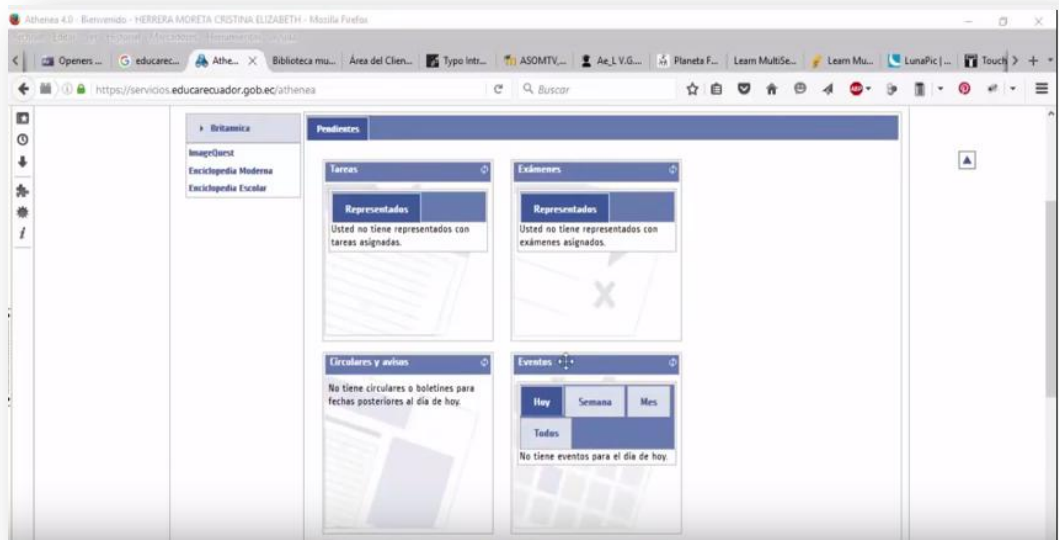 Athenea 4.0 - Bienvenido - HERRERA MORETA CRISTINA ELIZABETH - Mozilla Firefox
Openers ... educarec... Athe... Biblioteca mu... Área del Clien... Typo Intr... ASOMTV,... Ae_L V.G.... Planeta F... Learn MultiSe... Learn Mu... LunaPic | ... Touch
https://servicios.educarecuador.gob.ec/athenea
Buscar
Britannica
ImageQuest
Enciclopedia Moderna
Enciclopedia Escolar
Pendientes
Tareas
Representados
Usted no tiene representados con
tareas asignadas.
Exámenes
Representados
Usted no tiene representados con
exámenes asignados.
Circulares y avisos
No tiene circulares o boletines para
fechas posteriores al día de hoy.
Eventos
Hoy Semana Mes
Todos
No tiene eventos para el día de hoy.